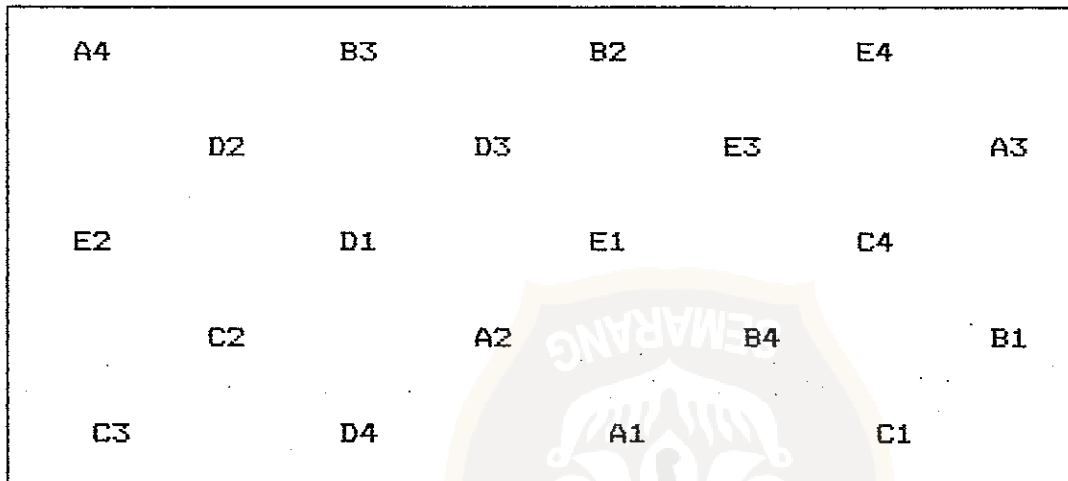 A4 B3 B2 E4
D2 D3 E3 A3
E2 D1 E1 C4
C2 A2 B4 B1
C3 D4 A1 C1
SEMARANG